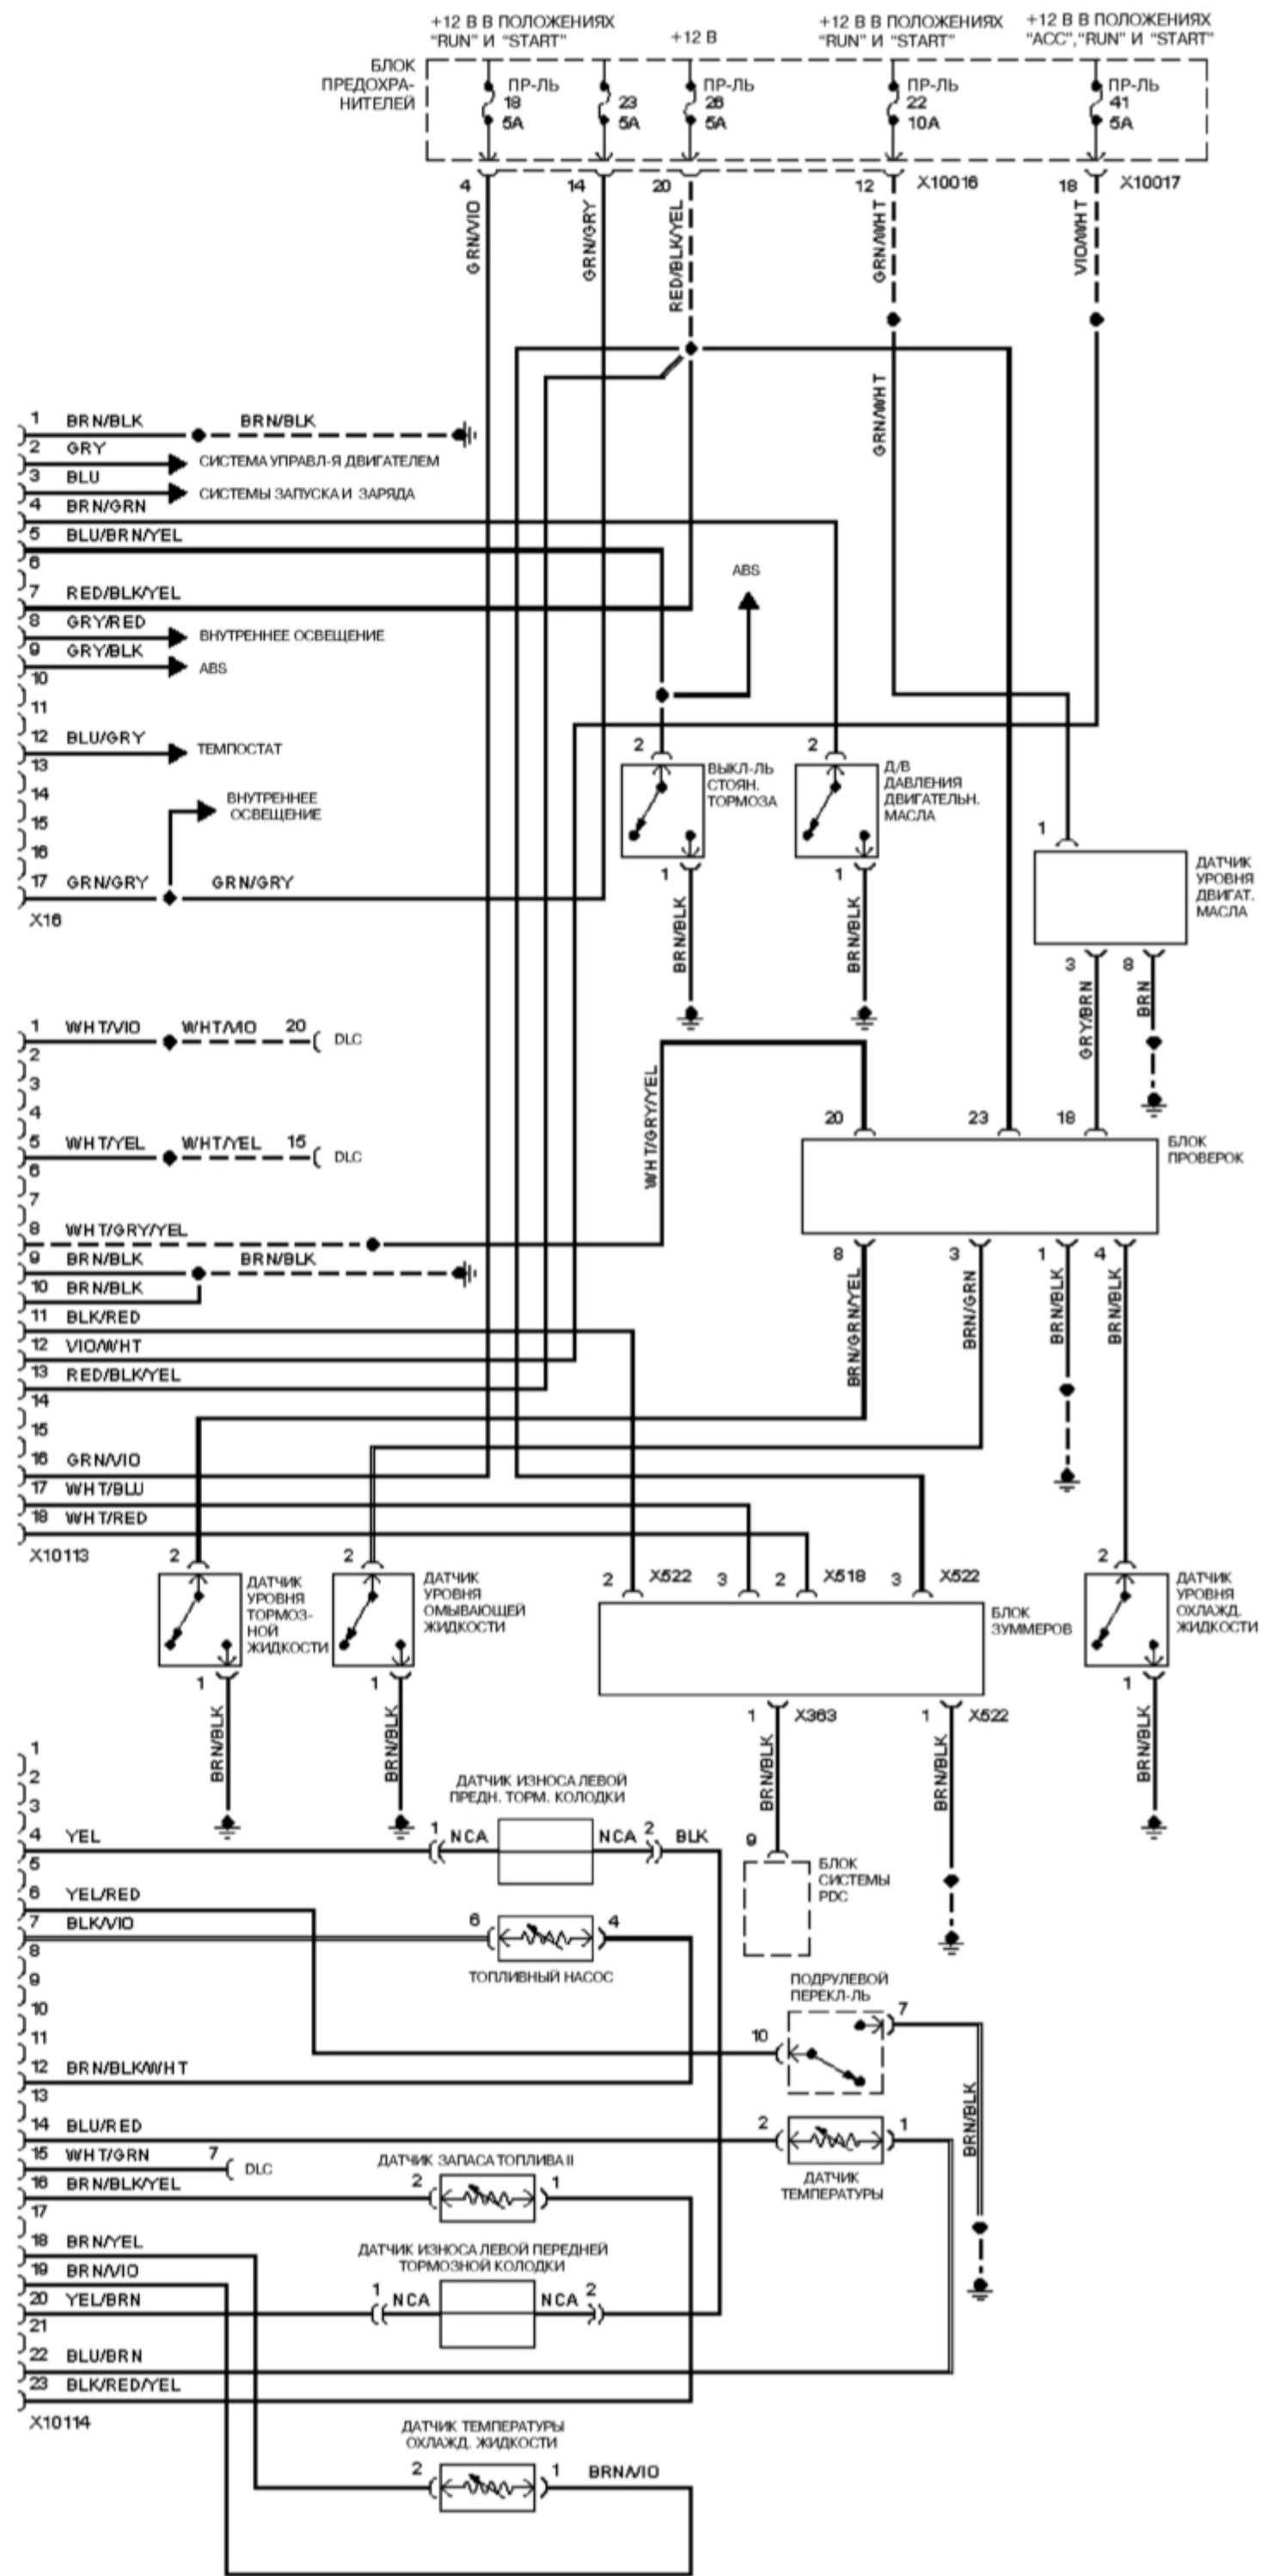 +12 В В ПОЛОЖЕНИЯХ
“RUN” И “START”
+12 В
+12 В В ПОЛОЖЕНИЯХ
“RUN” И “START”
+12 В В ПОЛОЖЕНИЯХ
“ACC”,“RUN” И “START”
БЛОК
ПРЕДОХРА-
НИТЕЛЕЙ
ПР-ЛЬ
18
5А
23
5А
ПР-ЛЬ
26
5А
ПР-ЛЬ
22
10А
ПР-ЛЬ
41
5А
4
14
20
12
X10016
18
X10017
GRN/VIO
GRN/GRY
RED/BLK/YEL
GRN/WHT
VIO/WHT
GRN/WHT
1 BRN/BLK BRN/BLK
2 GRY СИСТЕМА УПРАВЛ-Я ДВИГАТЕЛЕМ
3 BLU СИСТЕМЫ ЗАПУСКА И ЗАРЯДА
4 BRN/GRN
5 BLU/BRN/YEL
6
7 RED/BLK/YEL
8 GRY/RED ВНУТРЕННЕЕ ОСВЕЩЕНИЕ
9 GRY/BLK ABS
10
11
12 BLU/GRY ТЕМПОСТАТ
13
14
15
16
17 GRN/GRY GRN/GRY
ВНУТРЕННЕЕ
ОСВЕЩЕНИЕ
X16
ABS
2
ВЫКЛ-ЛЬ
СТОЯН.
ТОРМОЗА
1
BRN/BLK
2
Д/В
ДАВЛЕНИЯ
ДВИГАТЕЛЬН.
МАСЛА
1
BRN/BLK
1
ДАТЧИК
УРОВНЯ
ДВИГАТ.
МАСЛА
3
8
GRY/BRN
BRN
1 WHT/VIO WHT/VIO 20 DLC
2
3
4
5 WHT/YEL WHT/YEL 15 DLC
6
7
8 WHT/GRY/YEL
9 BRN/BLK BRN/BLK
10 BRN/BLK
11 BLK/RED
12 VIO/WHT
13 RED/BLK/YEL
14
15
16 GRN/VIO
17 WHT/BLU
18 WHT/RED
X10113
WHT/GRY/YEL
20
23
18
БЛОК
ПРОВЕРОК
8
3
1
4
BRN/GRN/YEL
BRN/GRN
BRN/BLK
BRN/BLK
2
ДАТЧИК
УРОВНЯ
ТОРМОЗ-
НОЙ
ЖИДКОСТИ
1
BRN/BLK
2
ДАТЧИК
УРОВНЯ
ОМЫВАЮЩЕЙ
ЖИДКОСТИ
1
BRN/BLK
2 X522
3
2 X518
3 X522
БЛОК
ЗУММЕРОВ
1 X363
1 X522
BRN/BLK
BRN/BLK
2
ДАТЧИК
УРОВНЯ
ОХЛАЖД.
ЖИДКОСТИ
1
BRN/BLK
9
БЛОК
СИСТЕМЫ
PDC
1
2
3
4 YEL
5
6 YEL/RED
7 BLK/VIO
8
9
10
11
12 BRN/BLK/WHT
13
14 BLU/RED
15 WHT/GRN 7 DLC
16 BRN/BLK/YEL
17
18 BRN/YEL
19 BRN/VIO
20 YEL/BRN
21
22 BLU/BRN
23 BLK/RED/YEL
X10114
ДАТЧИК ИЗНОСА ЛЕВОЙ
ПРЕДН. ТОРМ. КОЛОДКИ
1 NCA NCA 2 BLK
6 4
ТОПЛИВНЫЙ НАСОС
ПОДРУЛЕВОЙ
ПЕРЕКЛ-ЛЬ
10
7
BRN/BLK
2 1
ДАТЧИК
ТЕМПЕРАТУРЫ
ДАТЧИК ЗАПАСА ТОПЛИВА II
2 1
ДАТЧИК ИЗНОСА ЛЕВОЙ ПЕРЕДНЕЙ
ТОРМОЗНОЙ КОЛОДКИ
1 NCA NCA 2
ДАТЧИК ТЕМПЕРАТУРЫ
ОХЛАЖД. ЖИДКОСТИ
2 1 BRN/VIO